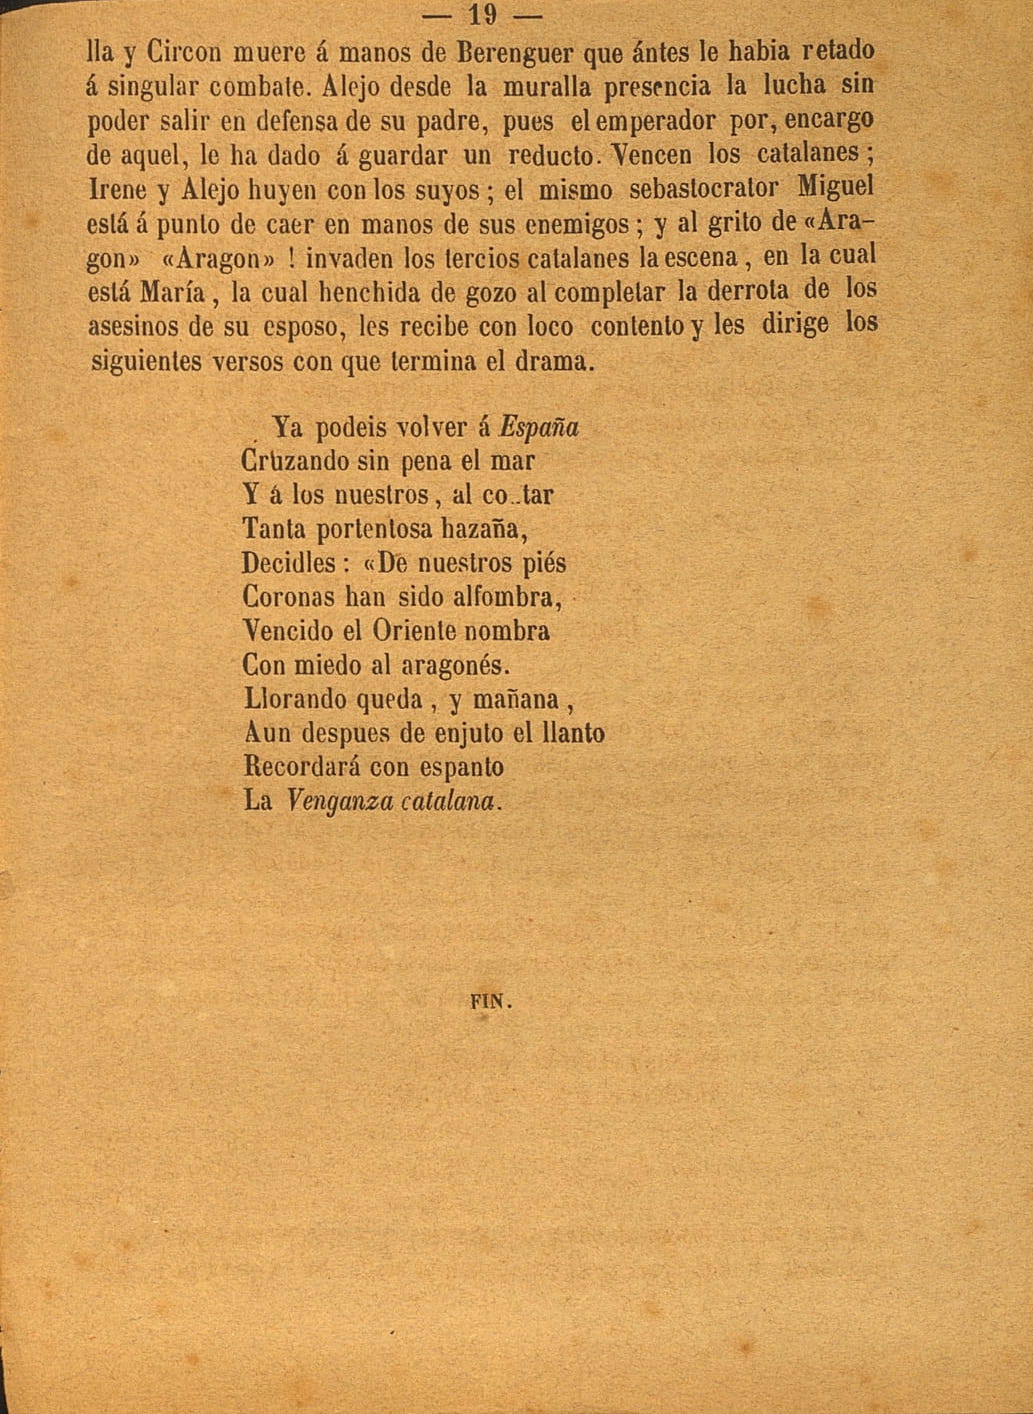 — 19 —
lla y Circon muere á manos de Berenguer que ántes le habia retado
á singular combate. Alejo desde la muralla presencia la lucha sin
poder salir en defensa de su padre, pues el emperador por, encargo
de aquel, le ha dado á guardar un reducto. Vencen los catalanes ;
Irene y Alejo huyen con los suyos ; el mismo sebastocrator Miguel
está á punto de caer en manos de sus enemigos ; y al grito de «Ara-
gon» «Aragon» ! invaden los tercios catalanes la escena , en la cual
está María , la cual henchida de gozo al completar la derrota de los
asesinos de su esposo, les recibe con loco contento y les dirige los
siguientes versos con que termina el drama.
Ya podeis volver á España
Cruzando sin pena el mar
Y á los nuestros , al co..tar
Tanta portentosa hazaña,
Decidles : «De nuestros piés
Coronas han sido alfombra,
Vencido el Oriente nombra
Con miedo al aragonés.
Llorando queda , y mañana ,
Aun despues de enjuto el llanto
Recordará con espanto
La Venganza catalana.
FIN.